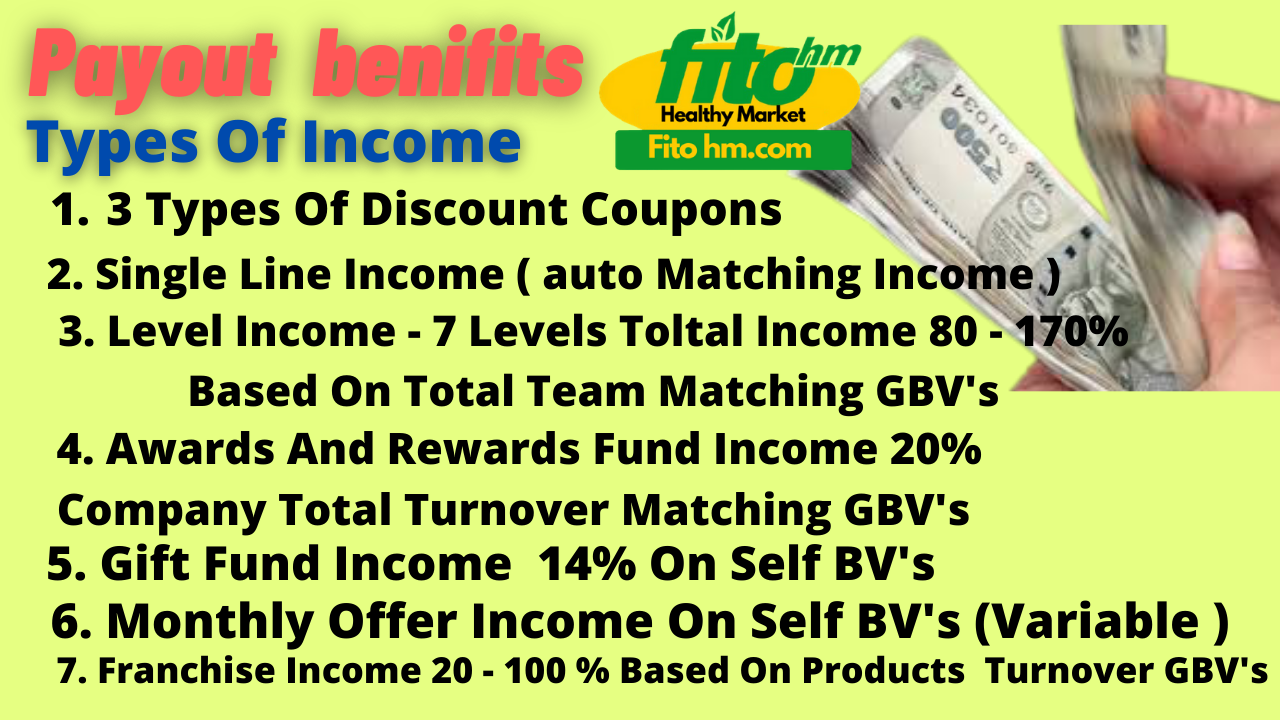 Payout benifits
Types Of Income
fito hm
Healthy Market
Fito hm.com
₹500
301034
1. 3 Types Of Discount Coupons
2. Single Line Income ( auto Matching Income )
3. Level Income - 7 Levels Toltal Income 80 - 170%
Based On Total Team Matching GBV's
4. Awards And Rewards Fund Income 20%
Company Total Turnover Matching GBV's
5. Gift Fund Income 14% On Self BV's
6. Monthly Offer Income On Self BV's (Variable )
7. Franchise Income 20 - 100 % Based On Products Turnover GBV's